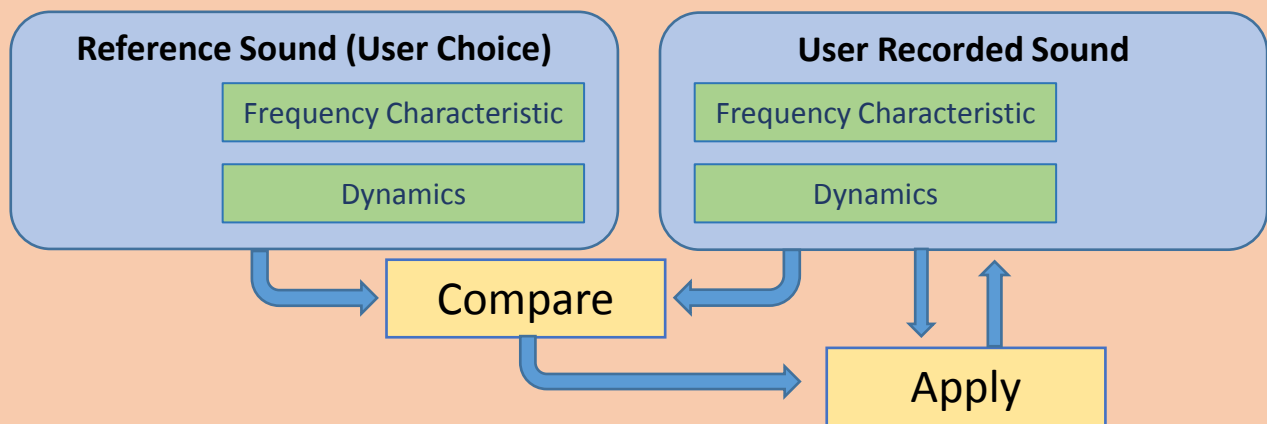 Reference Sound (User Choice)
Frequency Characteristic
Dynamics
User Recorded Sound
Frequency Characteristic
Dynamics
Compare
Apply